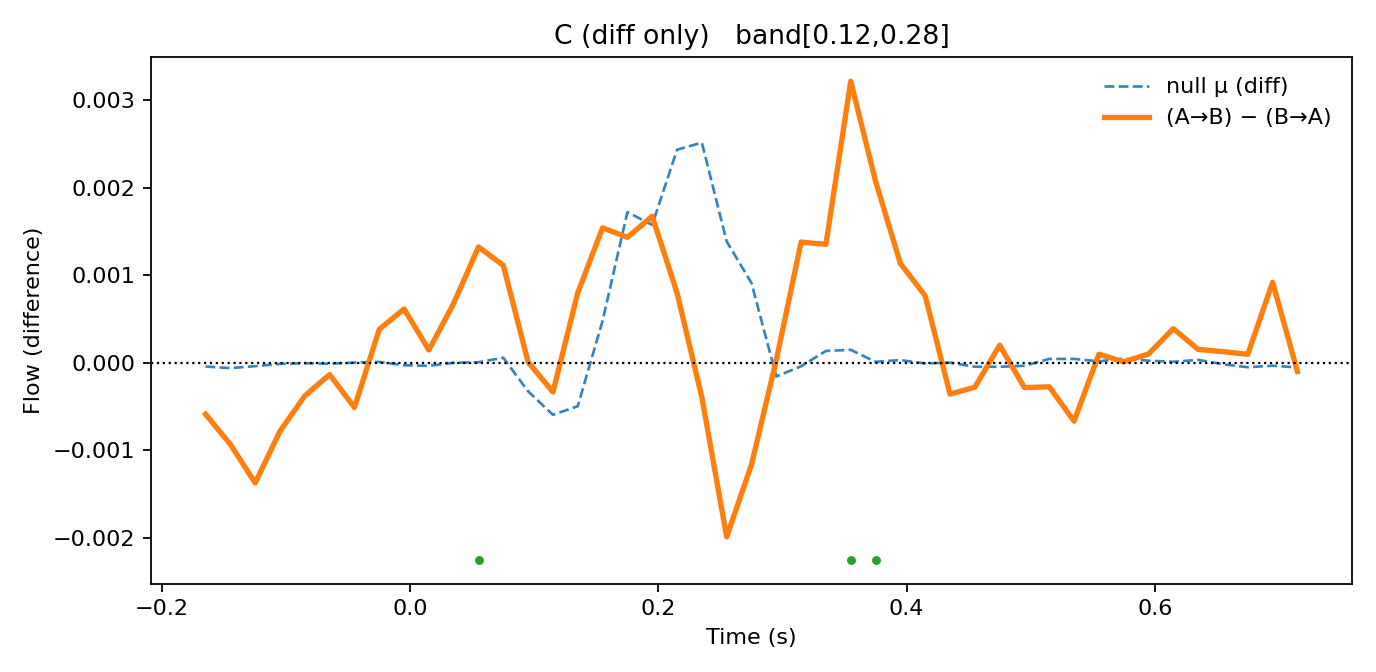 C (diff only)   band[0.12,0.28]
null µ (diff)
(A→B) − (B→A)
Flow (difference)
0.003
0.002
0.001
0.000
−0.001
−0.002
−0.2
0.0
0.2
0.4
0.6
Time (s)